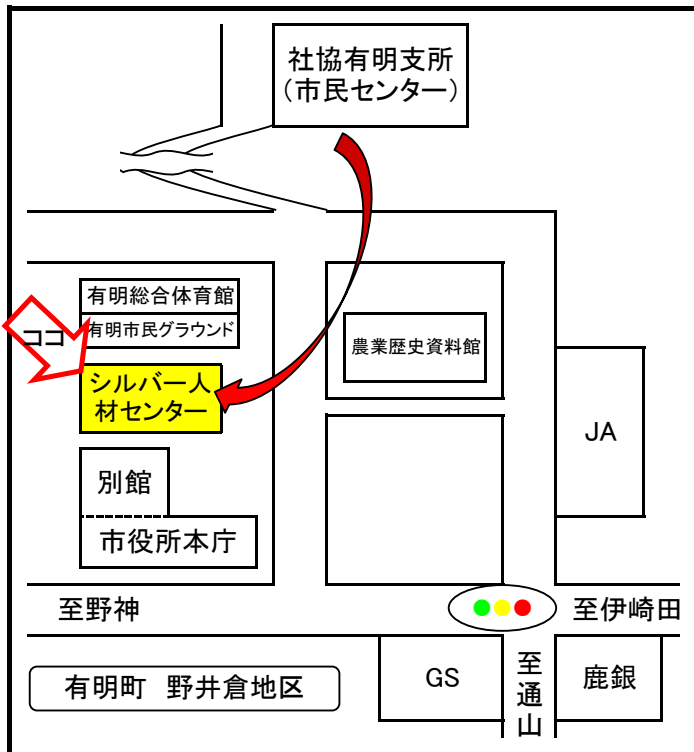 社協有明支所
（市民センター）
有明総合体育館
有明市民グラウンド
ココ
農業歴史資料館
シルバー人
材センター
JA
別館
市役所本庁
至野神
至伊崎田
有明町　野井倉地区
GS
至通山
鹿銀